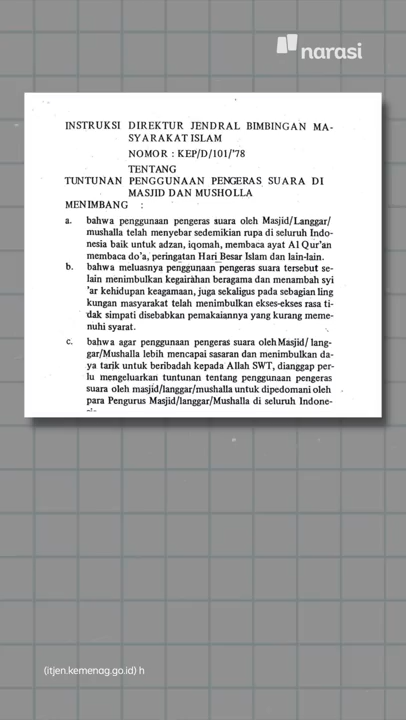 narasi
INSTRUKSI DIREKTUR JENDRAL BIMBINGAN MA-
SYARAKAT ISLAM
NOMOR : KEP/D/101/'78
TENTANG
TUNTUNAN PENGGUNAAN PENGERAS SUARA DI
MASJID DAN MUSHOLLA
MENIMBANG :
a. bahwa penggunaan pengeras suara oleh Masjid/Langgar/
mushalla telah menyebar sedemikian rupa di seluruh Indo-
nesia baik untuk adzan, iqomah, membaca ayat Al Qur'an
membaca do'a, peringatan Hari Besar Islam dan lain-lain.
b. bahwa meluasnya penggunaan pengeras suara tersebut se-
lain menimbulkan kegairahan beragama dan menambah syi
'ar kehidupan keagamaan, juga sekaligus pada sebagian ling
kungan masyarakat telah menimbulkan ekses-ekses rasa ti-
dak simpati disebabkan pemakaiannya yang kurang meme-
nuhi syarat.
c. bahwa agar penggunaan pengeras suara oleh Masjid/ lang-
gar/Mushalla lebih mencapai sasaran dan menimbulkan da-
ya tarik untuk beribadah kepada Allah SWT, dianggap per-
lu mengeluarkan tuntunan tentang penggunaan pengeras
suara oleh masjid/langgar/mushalla untuk dipedomani oleh
para Pengurus Masjid/langgar/Mushalla di seluruh Indone-
(itjen.kemenag.go.id) h